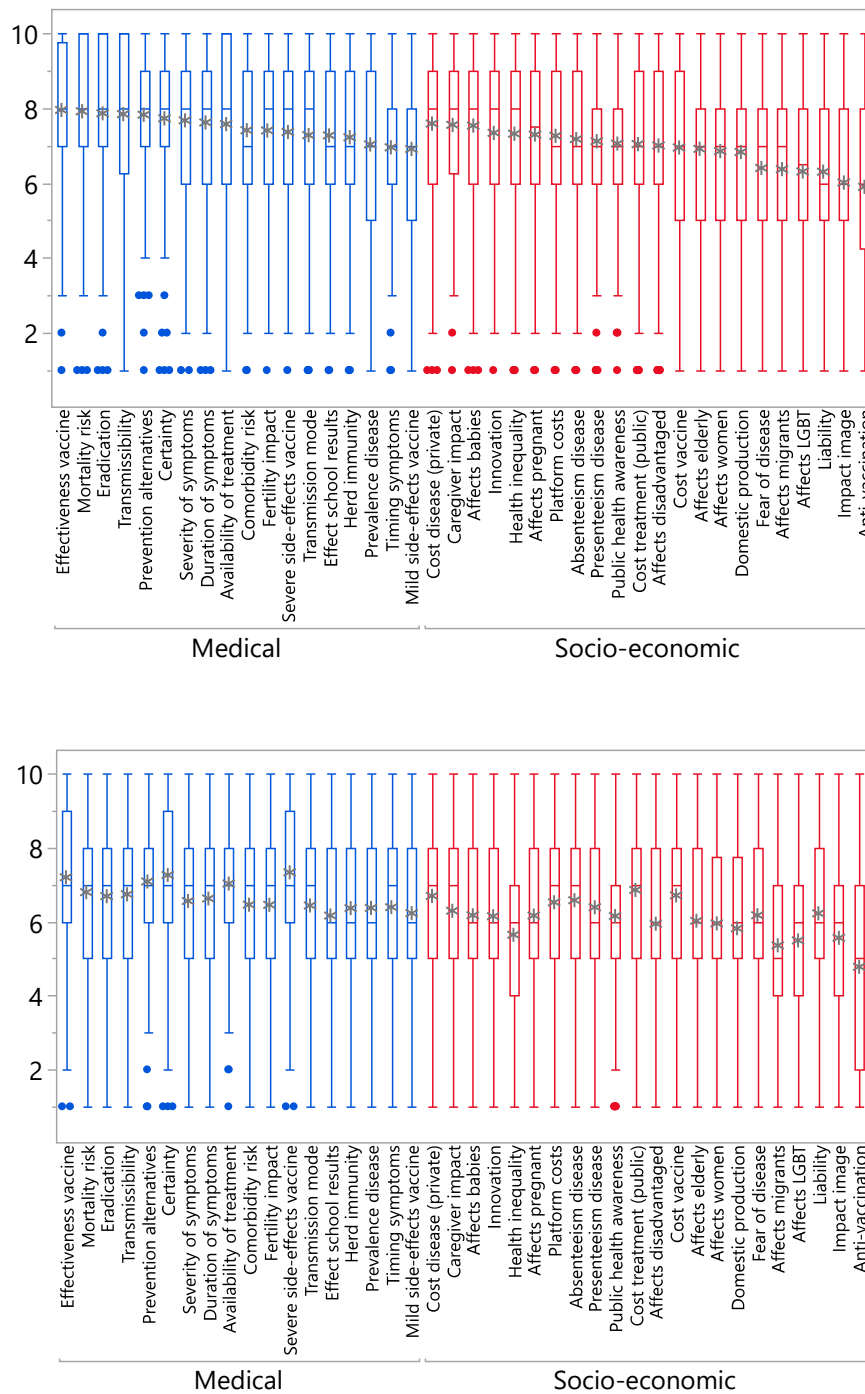 10
8
6
4
2
Effectiveness vaccine
Mortality risk
Eradication
Transmissibility
Prevention alternatives
Certainty
Severity of symptoms
Duration of symptoms
Availability of treatment
Comorbidity risk
Fertility impact
Severe side-effects vaccine
Transmission mode
Effect school results
Herd immunity
Prevalence disease
Timing symptoms
Mild side-effects vaccine
Cost disease (private)
Caregiver impact
Affects babies
Innovation
Health inequality
Affects pregnant
Platform costs
Absenteeism disease
Presenteeism disease
Public health awareness
Cost treatment (public)
Affects disadvantaged
Cost vaccine
Affects elderly
Affects women
Domestic production
Fear of disease
Affects migrants
Affects LGBT
Liability
Impact image
Anti-vaccination
Medical
Socio-economic
10
8
6
4
2
Effectiveness vaccine
Mortality risk
Eradication
Transmissibility
Prevention alternatives
Certainty
Severity of symptoms
Duration of symptoms
Availability of treatment
Comorbidity risk
Fertility impact
Severe side-effects vaccine
Transmission mode
Effect school results
Herd immunity
Prevalence disease
Timing symptoms
Mild side-effects vaccine
Cost disease (private)
Caregiver impact
Affects babies
Innovation
Health inequality
Affects pregnant
Platform costs
Absenteeism disease
Presenteeism disease
Public health awareness
Cost treatment (public)
Affects disadvantaged
Cost vaccine
Affects elderly
Affects women
Domestic production
Fear of disease
Affects migrants
Affects LGBT
Liability
Impact image
Anti-vaccination
Medical
Socio-economic